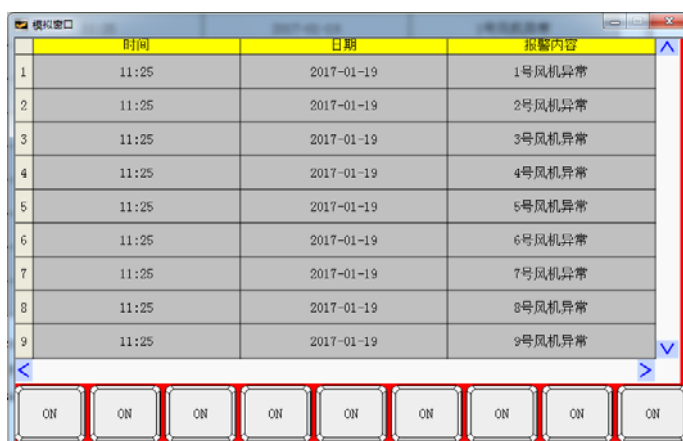 模拟窗口
时间 日期 报警内容
1 11:25 2017-01-19 1号风机异常
2 11:25 2017-01-19 2号风机异常
3 11:25 2017-01-19 3号风机异常
4 11:25 2017-01-19 4号风机异常
5 11:25 2017-01-19 5号风机异常
6 11:25 2017-01-19 6号风机异常
7 11:25 2017-01-19 7号风机异常
8 11:25 2017-01-19 8号风机异常
9 11:25 2017-01-19 9号风机异常
ON ON ON ON ON ON ON ON ON